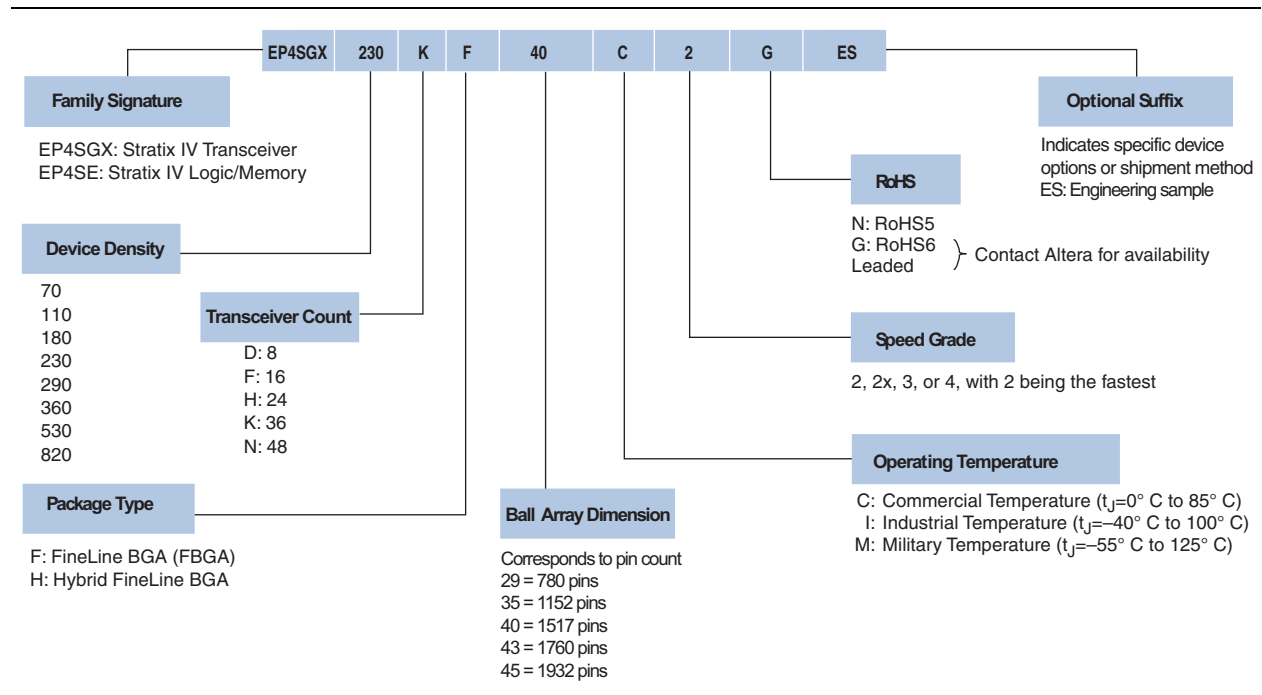 EP4SGX 230 K F 40 C 2 G ES
Family Signature
EP4SGX: Stratix IV Transceiver
EP4SE: Stratix IV Logic/Memory
Optional Suffix
Indicates specific device
options or shipment method
ES: Engineering sample
RoHS
N: RoHS5
G: RoHS6
Leaded
Contact Altera for availability
Device Density
70
110
180
230
290
360
530
820
Transceiver Count
D: 8
F: 16
H: 24
K: 36
N: 48
Speed Grade
2, 2x, 3, or 4, with 2 being the fastest
Operating Temperature
C: Commercial Temperature (tJ=0° C to 85° C)
I: Industrial Temperature (tJ=–40° C to 100° C)
M: Military Temperature (tJ=–55° C to 125° C)
Package Type
F: FineLine BGA (FBGA)
H: Hybrid FineLine BGA
Ball Array Dimension
Corresponds to pin count
29 = 780 pins
35 = 1152 pins
40 = 1517 pins
43 = 1760 pins
45 = 1932 pins